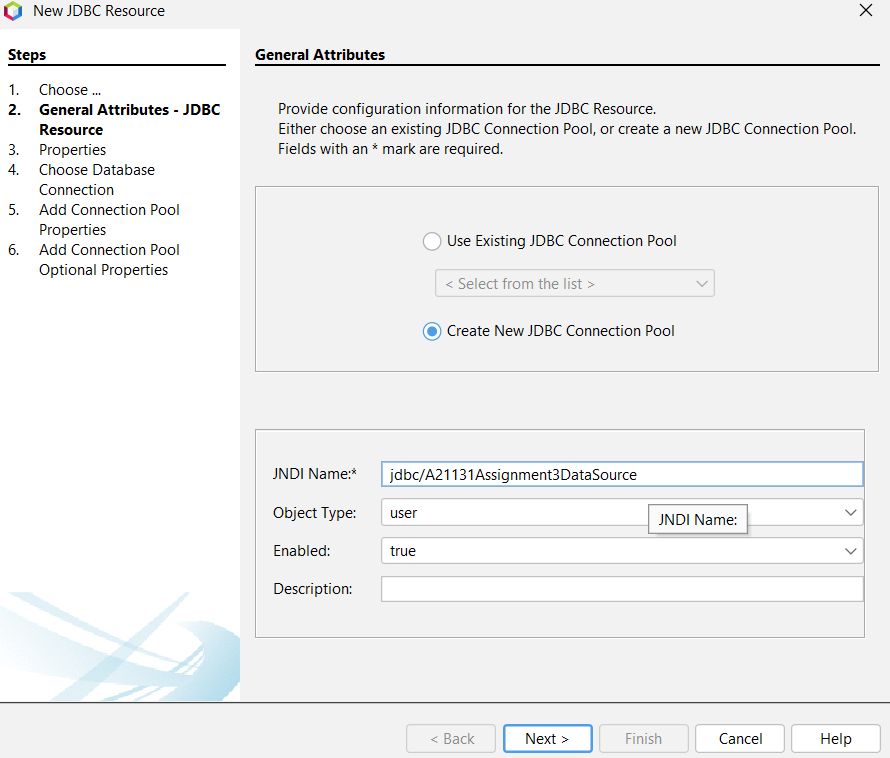 New JDBC Resource
Steps
1. Choose ...
2. General Attributes - JDBC
Resource
3. Properties
4. Choose Database
Connection
5. Add Connection Pool
Properties
6. Add Connection Pool
Optional Properties
General Attributes
Provide configuration information for the JDBC Resource.
Either choose an existing JDBC Connection Pool, or create a new JDBC Connection Pool.
Fields with an * mark are required.
Use Existing JDBC Connection Pool
< Select from the list >
Create New JDBC Connection Pool
JNDI Name:* jdbc/A21131Assignment3DataSource
Object Type: user
JNDI Name:
Enabled: true
Description:
< Back Next > Finish Cancel Help